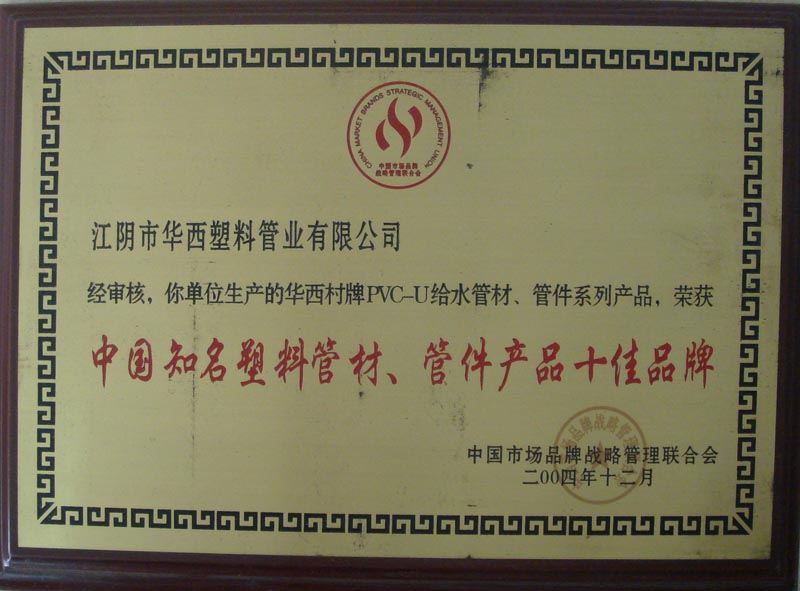 CHINA MARKET BRANDS STRATEGIC MANAGEMENT UNION
中国市场品牌
战略管理联合会
江阴市华西塑料管业有限公司
经审核，你单位生产的华西村牌PVC-U给水管材、管件系列产品，荣获
中国知名塑料管材、管件产品十佳品牌
中国市场品牌战略管理联合会
二00四年十二月